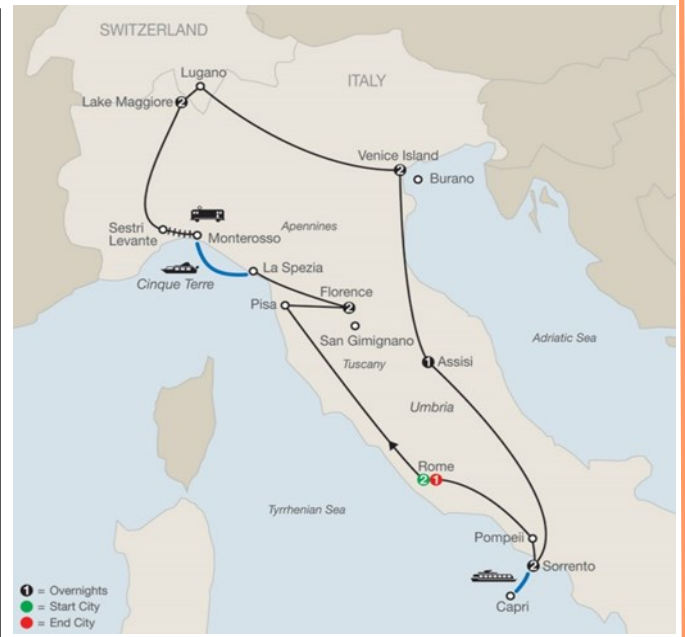 SWITZERLAND
Lugano
ITALY
Lake Maggiore 2
Venice Island
2
Burano
Sestri
Levante
Monterosso
Apennines
La Spezia
Cinque Terre
Florence
2
Pisa
San Gimignano
Tuscany
Adriatic Sea
1 Assisi
Umbria
Rome
2 1
Tyrrhenian Sea
Pompeii
2 Sorrento
Capri
1 = Overnights
= Start City
= End City